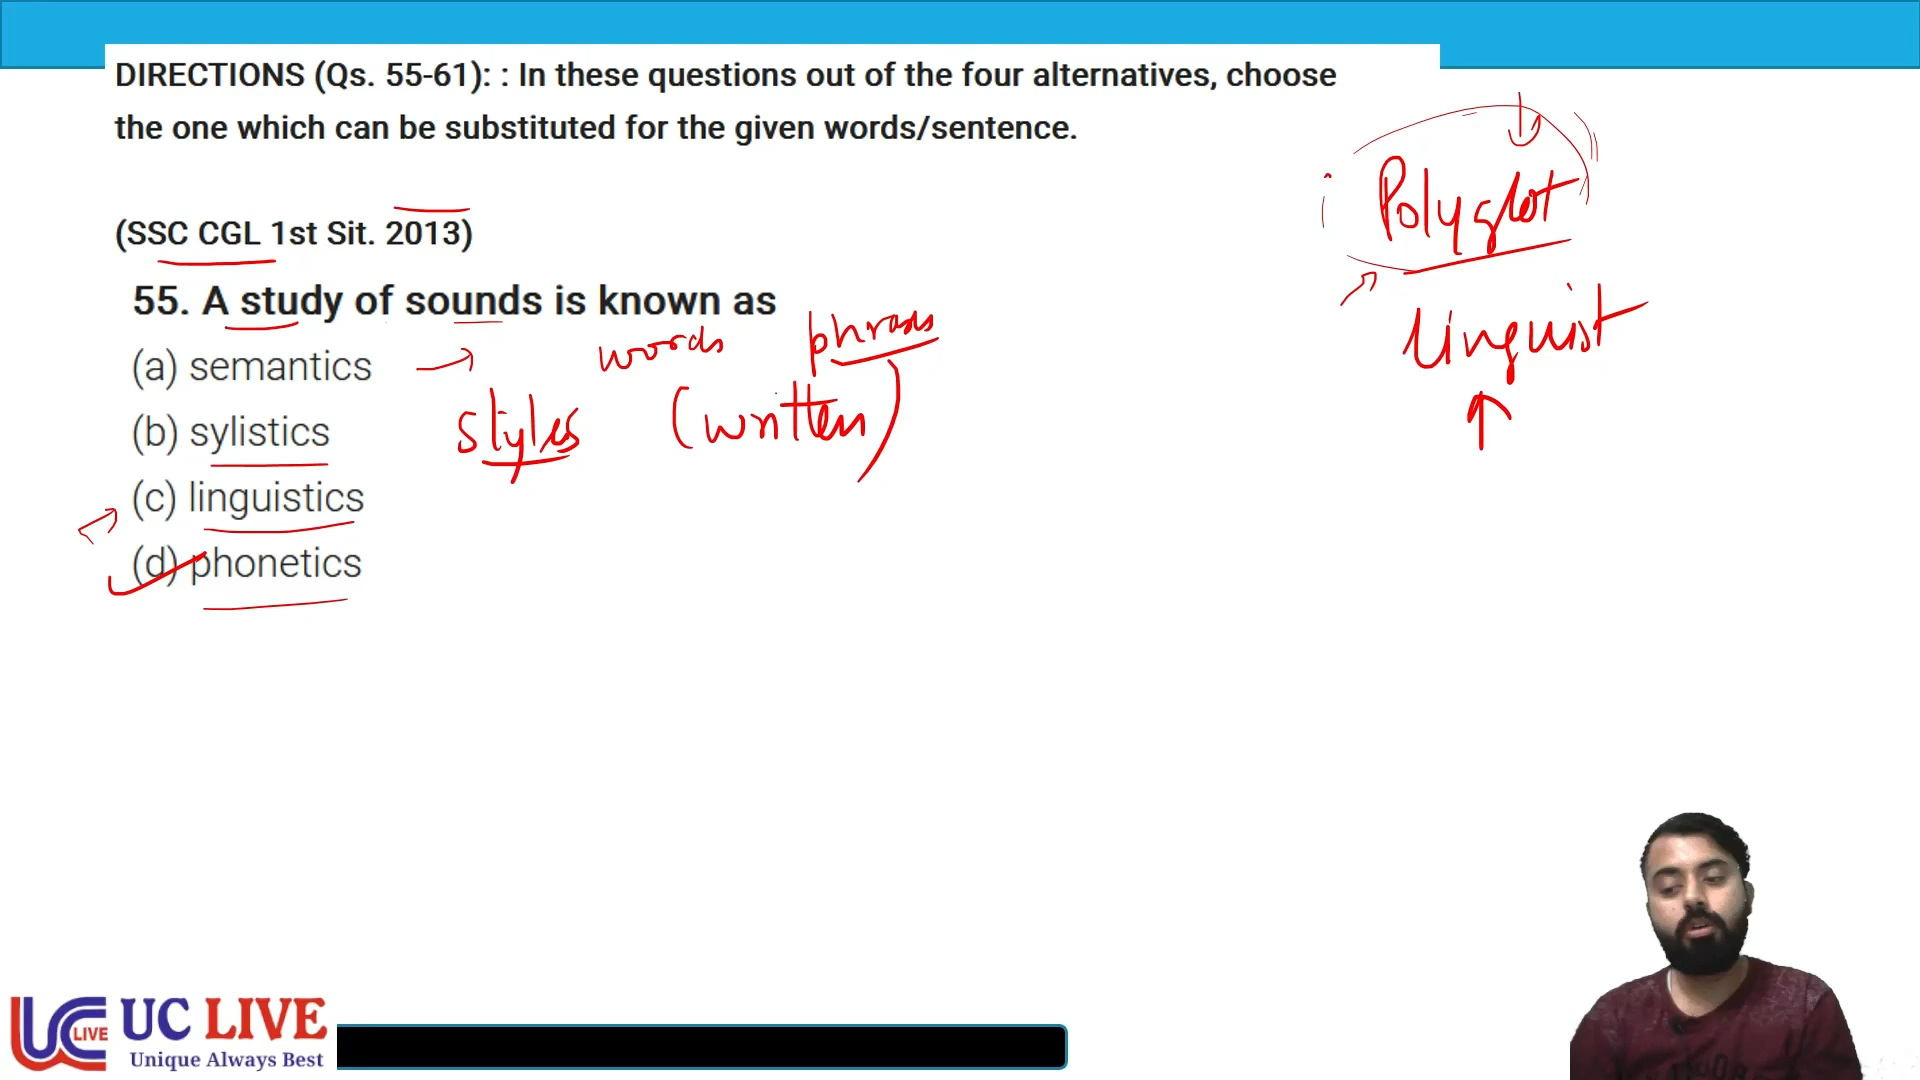 DIRECTIONS (Qs. 55-61): : In these questions out of the four alternatives, choose
the one which can be substituted for the given words/sentence.
(SSC CGL 1st Sit. 2013)
55. A study of sounds is known as
(a) semantics
words phrases
(b) sylistics
styles (written)
(c) linguistics
(d) phonetics
Polyglot
linguist
LIVE
UC LIVE
Unique Always Best